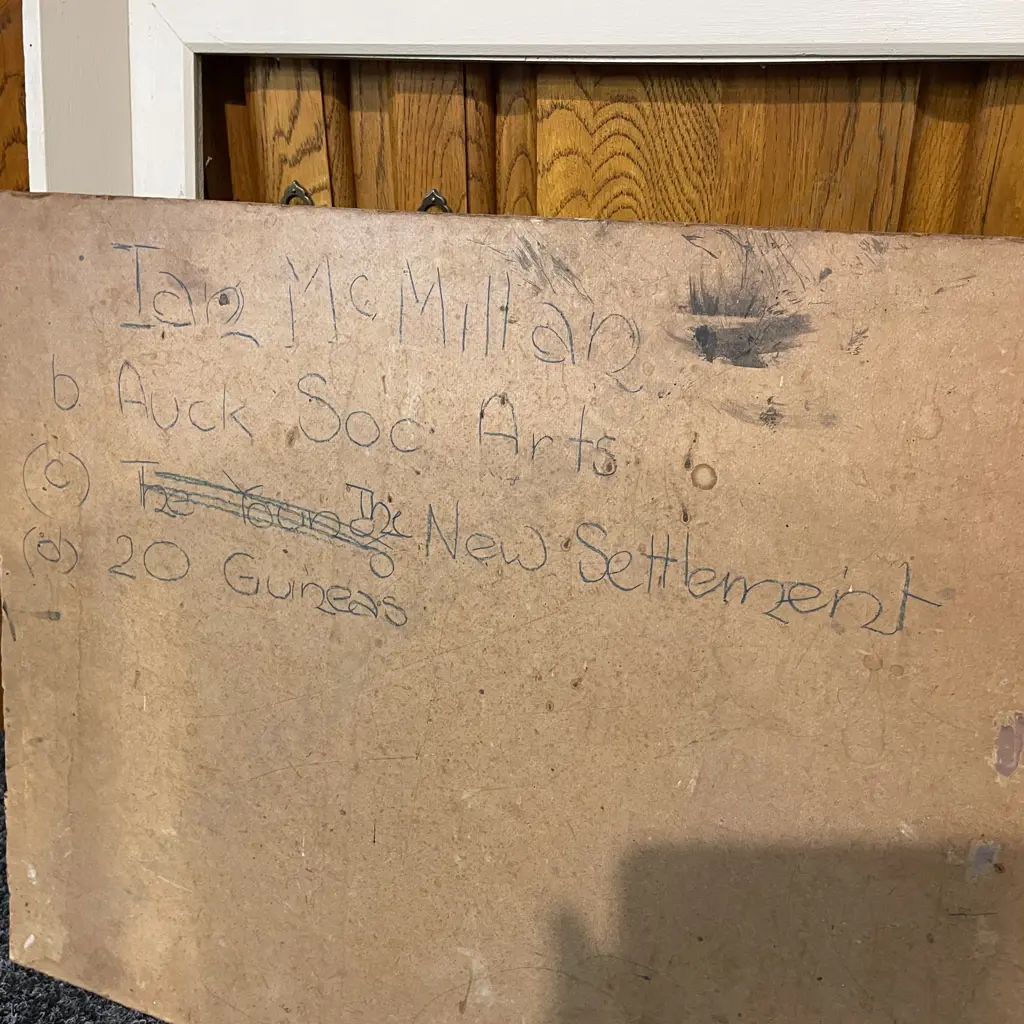 Ian McMillan
b Auck Soc Arts
(c) The Young The New Settlement
(d) 20 Guineas